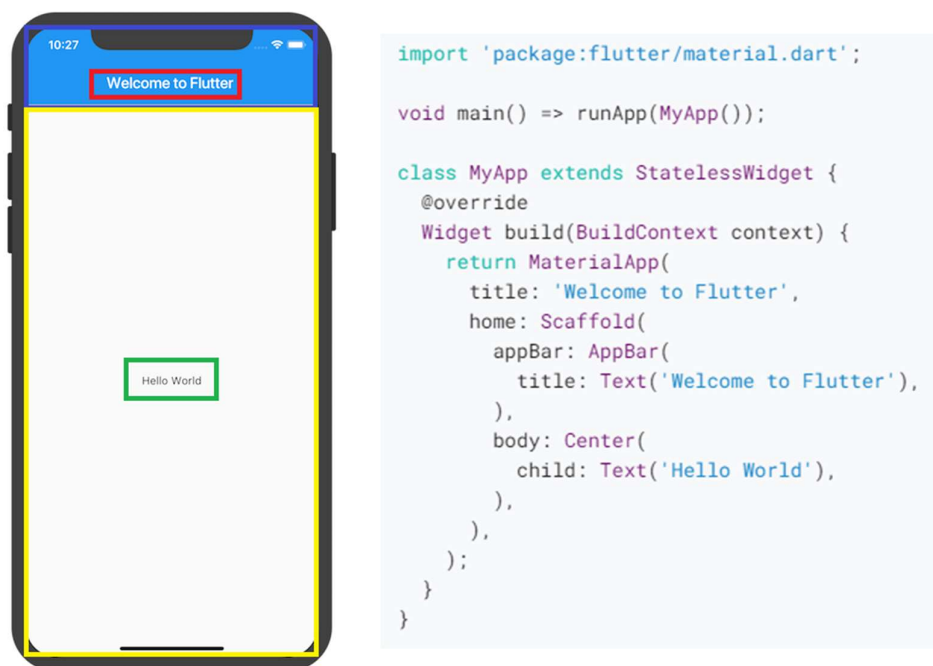 10:27
Welcome to Flutter
Hello World
import 'package:flutter/material.dart';
void main() => runApp(MyApp());
class MyApp extends StatelessWidget {
  @override
  Widget build(BuildContext context) {
    return MaterialApp(
      title: 'Welcome to Flutter',
      home: Scaffold(
        appBar: AppBar(
          title: Text('Welcome to Flutter'),
        ),
        body: Center(
          child: Text('Hello World'),
        ),
      ),
    );
  }
}